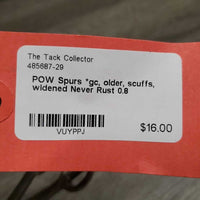 The Tack Collector
485687-29
POW Spurs *gc, older, scuffs,
widened Never Rust 0.8
VUYPPJ
$16.00